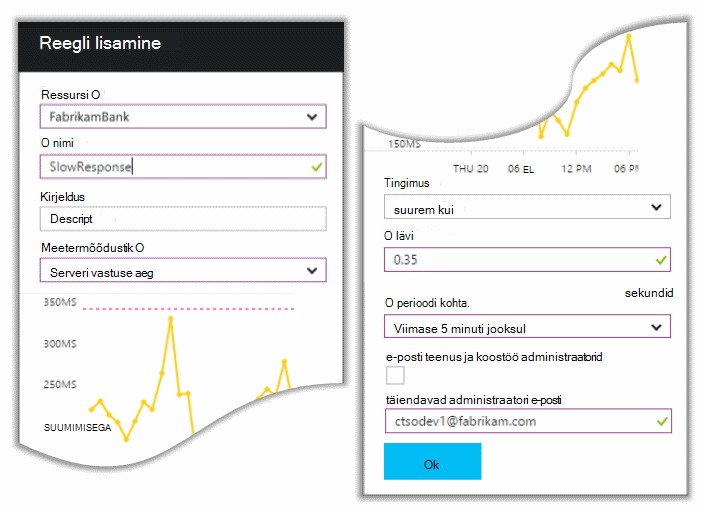 Reegli lisamine
Ressursi O
FabrikamBank
O nimi
SlowResponse
Kirjeldus
Descript
Meetermõõdustik O
Serveri vastuse aeg
350MS
300MS
250MS
SUUMIMISEGA
150MS
THU 20 06 EL 12 PM 06 PM
Tingimus
suurem kui
O lävi
0.35
sekundid
O perioodi kohta.
Viimase 5 minuti jooksul
e-posti teenus ja koostöö administraatorid
täiendavad administraatori e-posti
ctsodev1@fabrikam.com
Ok